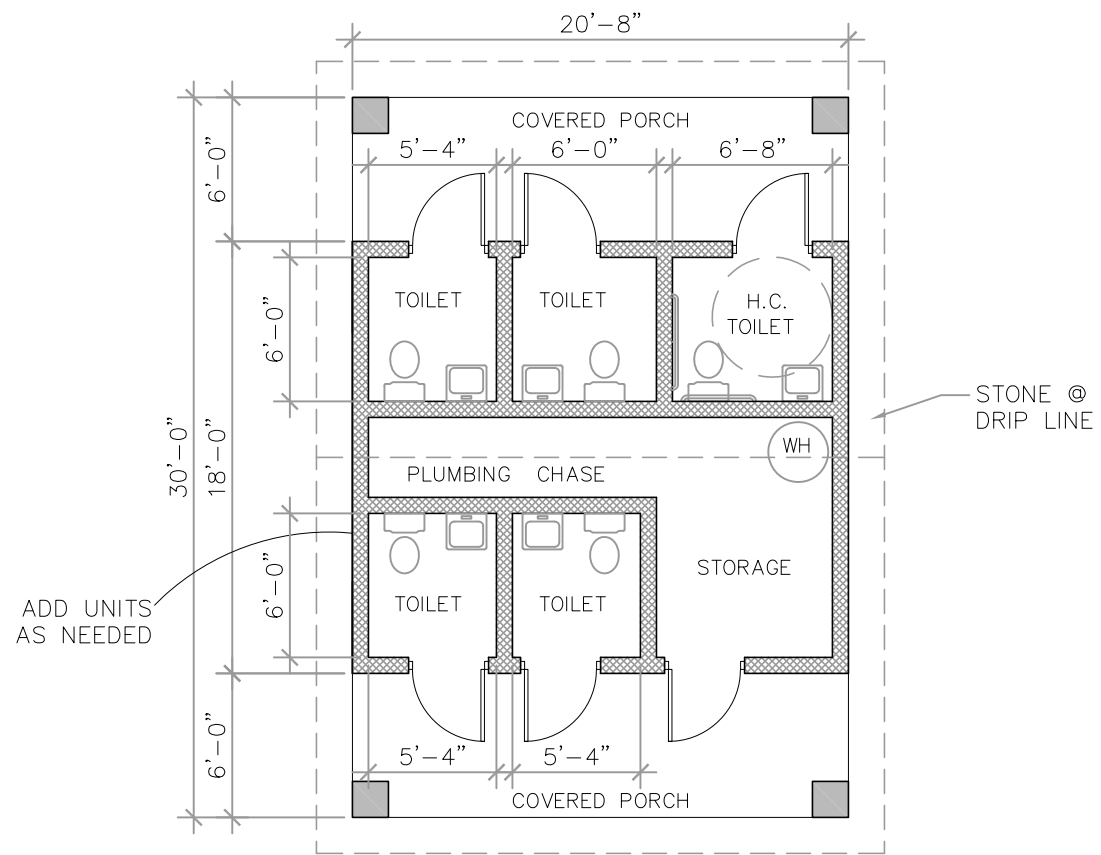 20'-8"
COVERED PORCH
5'-4" 6'-0" 6'-8"
6'-0"
6'-0"
TOILET TOILET H.C.
TOILET
STONE @
DRIP LINE
30'-0" 18'-0"
WH
PLUMBING CHASE
STORAGE
6'-0"
TOILET TOILET
ADD UNITS
AS NEEDED
6'-0"
5'-4" 5'-4"
COVERED PORCH